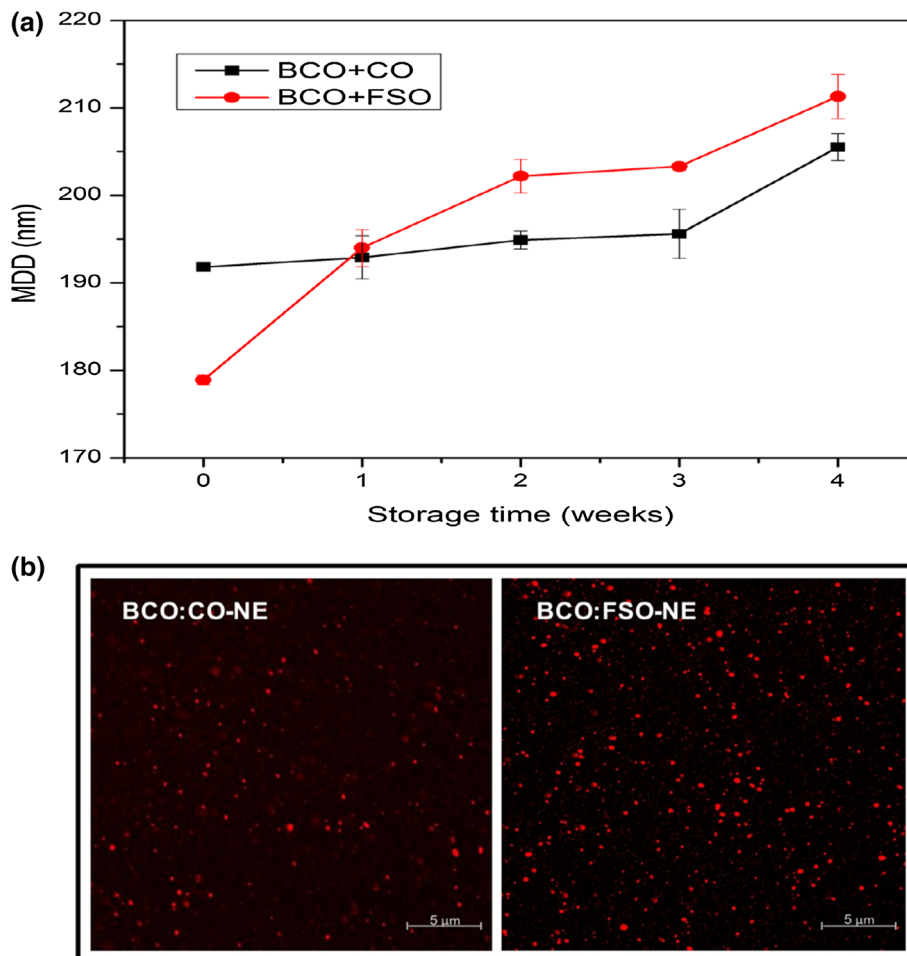 (a)
220
210
200
190
180
170
MDD (nm)
BCO+CO
BCO+FSO
0 1 2 3 4
Storage time (weeks)
(b)
BCO:CO-NE
BCO:FSO-NE
5 µm
5 µm